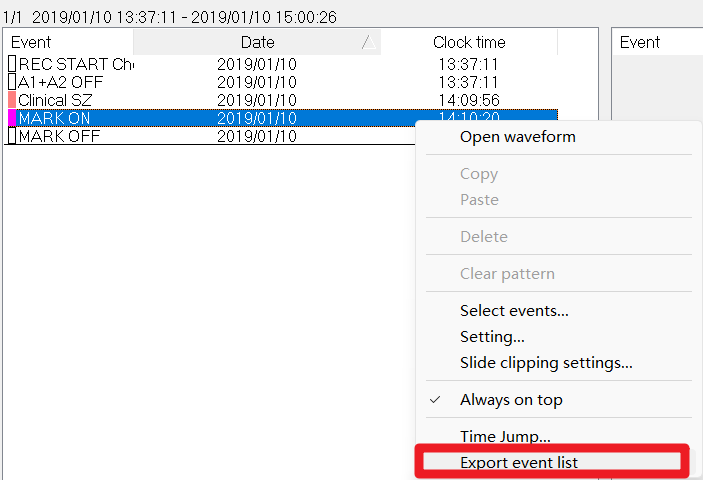 1/1 2019/01/10 13:37:11 - 2019/01/10 15:00:26
Event Date Clock time Event
REC START Ch
2019/01/10 13:37:11
A1+A2 OFF 2019/01/10 13:37:11
Clinical SZ 2019/01/10 14:09:56
MARK ON 2019/01/10 14:10:20
MARK OFF 2019/01/10
Open waveform
Copy
Paste
Delete
Clear pattern
Select events...
Setting...
Slide clipping settings...
Always on top
Time Jump...
Export event list